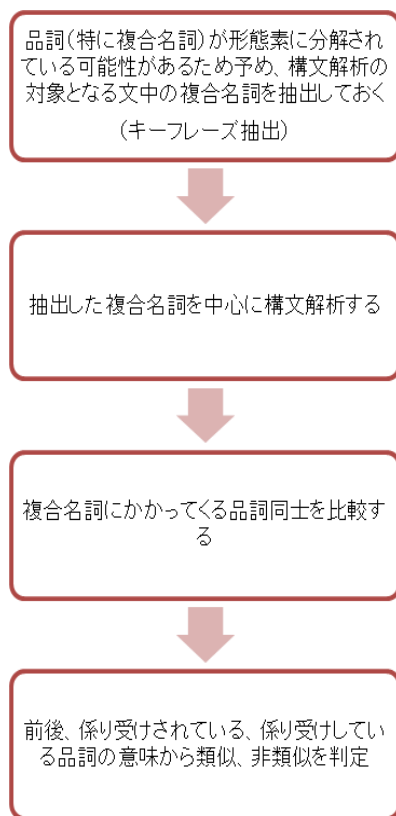 品詞(特に複合名詞)が形態素に分解され
ている可能性があるため予め、構文解析の
対象となる文中の複合名詞を抽出しておく
(キーフレーズ抽出)
抽出した複合名詞を中心に構文解析する
複合名詞にかかってくる品詞同士を比較す
る
前後、係り受けされている、係り受けしてい
る品詞の意味から類似、非類似を判定